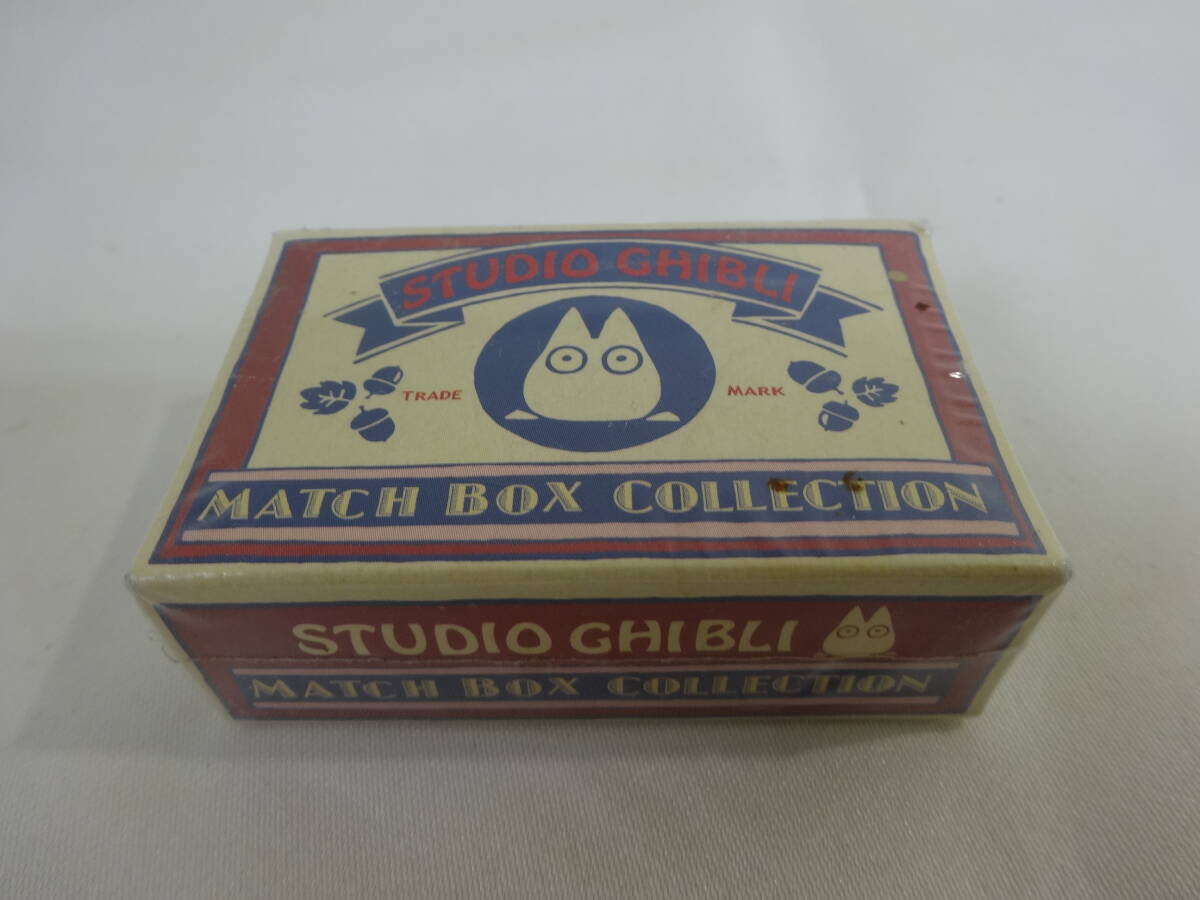 STUDIO GHIBLI
TRADE MARK
MATCH BOX COLLECTION
STUDIO GHIBLI
MATCH BOX COLLECTION